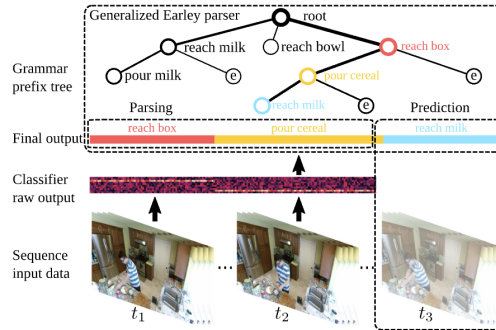 Generalized Earley parser
root
reach milk
reach bowl
reach box
Grammar
prefix tree
pour milk
e
pour cereal
e
reach milk
e
Parsing
Prediction
Final output
reach box
pour cereal
reach milk
Classifier
raw output
Sequence
input data
...
...
t1
t2
t3